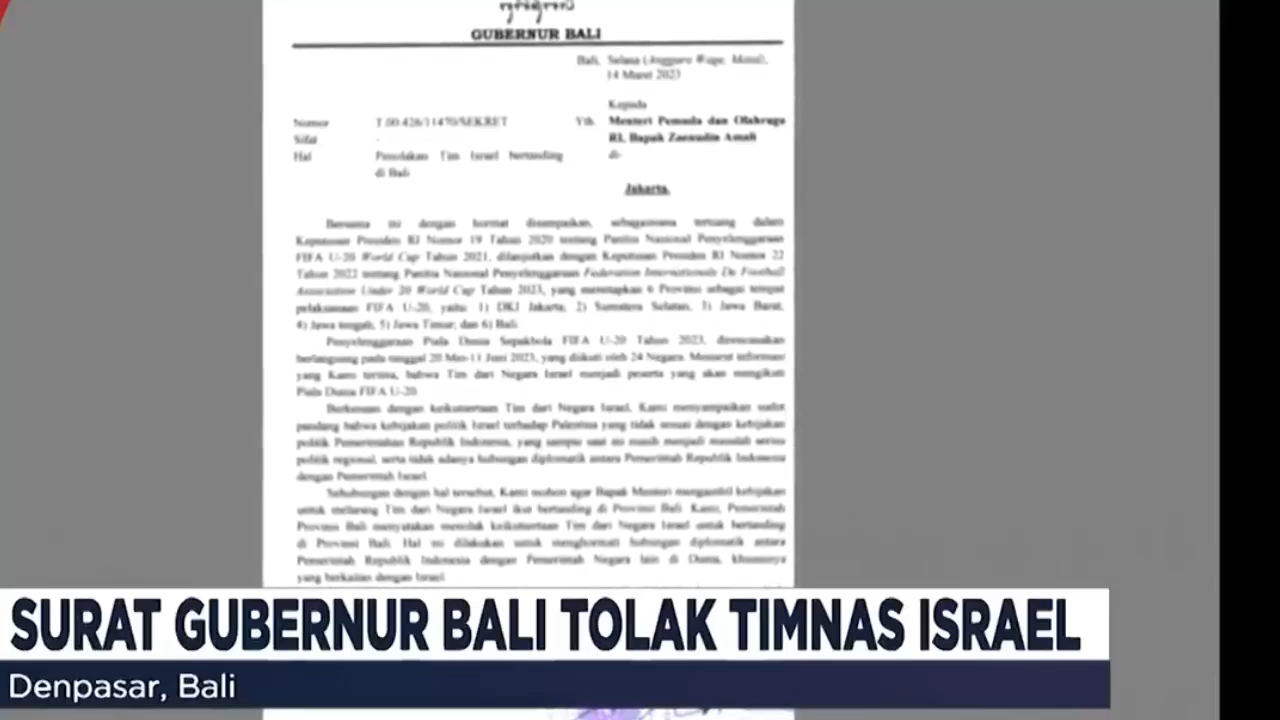 GUBERNUR BALI
Bali, Selasa (Anggara Wage, Matal),
14 Maret 2023
Kepada
Nomor T.00.426/11470/SEKRET Yth. Menteri Pemuda dan Olahraga
Sifat - RI, Bapak Zaenudin Amali
Hal Penolakan Tim Israel bertanding di-
di Bali
Jakarta.
Bersama ini dengan hormat disampaikan, sebagaimana tertuang dalam
Keputusan Presiden RI Nomor 19 Tahun 2020 tentang Panitia Nasional Penyelenggaraan
FIFA U-20 World Cup Tahun 2021, dilanjutkan dengan Keputusan Presiden RI Nomor 22
Tahun 2022 tentang Panitia Nasional Penyelenggaraan Federation Internationale De Football
Association Under 20 World Cup Tahun 2023, yang menetapkan 6 Provinsi sebagai tempat
pelaksanaan FIFA U-20, yaitu: 1) DKI Jakarta; 2) Sumatera Selatan; 3) Jawa Barat;
4) Jawa tengah; 5) Jawa Timur; dan 6) Bali.
Penyelenggaraan Piala Dunia Sepakbola FIFA U-20 Tahun 2023, direncanakan
berlangsung pada tanggal 20 Mei-11 Juni 2023, yang diikuti oleh 24 Negara. Menurut informasi
yang Kami terima, bahwa Tim dari Negara Israel menjadi peserta yang akan mengikuti
Piala Dunia FIFA U-20.
Berkenaan dengan keikutsertaan Tim dari Negara Israel, Kami menyampaikan sudut
pandang bahwa kebijakan politik Israel terhadap Palestina yang tidak sesuai dengan kebijakan
politik Pemerintahan Republik Indonesia, yang sampai saat ini masih menjadi masalah serius
politik regional, serta tidak adanya hubungan diplomatik antara Pemerintah Republik Indonesia
dengan Pemerintah Israel.
Sehubungan dengan hal tersebut, Kami mohon agar Bapak Menteri mengambil kebijakan
untuk melarang Tim dari Negara Israel ikut bertanding di Provinsi Bali. Kami, Pemerintah
Provinsi Bali menyatakan menolak keikutsertaan Tim dari Negara Israel untuk bertanding
di Provinsi Bali. Hal ini dilakukan untuk menghormati hubungan diplomatik antara
Pemerintah Republik Indonesia dengan Pemerintah Negara lain di Dunia, khususnya
yang berkaitan dengan Israel.
SURAT GUBERNUR BALI TOLAK TIMNAS ISRAEL
Denpasar, Bali